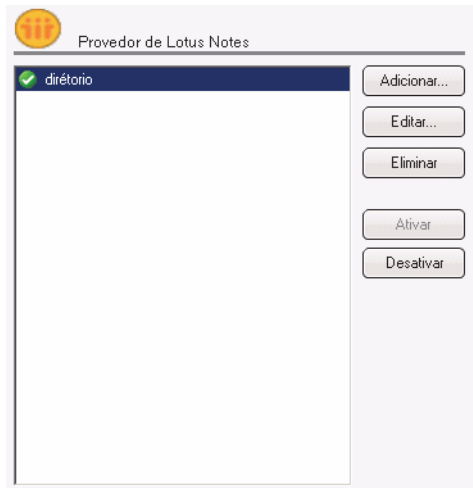 Provedor de Lotus Notes
dirétorio
Adicionar...
Editar...
Eliminar
Ativar
Desativar